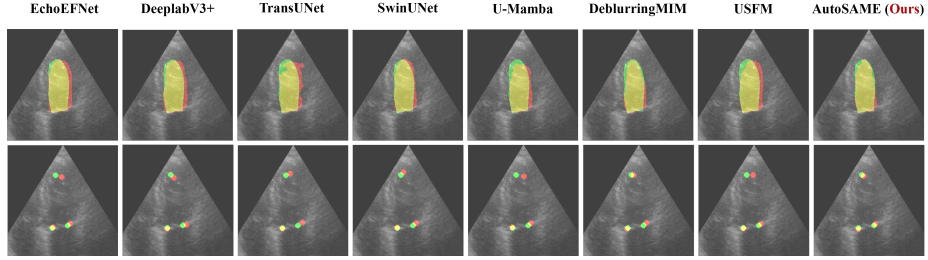 EchoEFNet DeeplabV3+ TransUNet SwinUNet U-Mamba DeblurringMIM USFM AutoSAME (Ours)